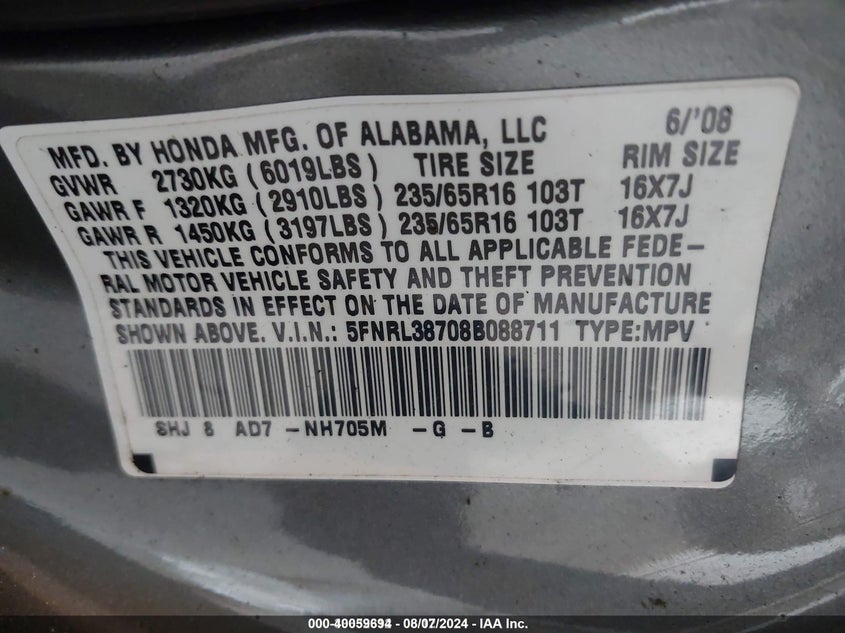 MFD. BY HONDA MFG. OF ALABAMA, LLC 6/'08
GVWR 2730KG (6019LBS) TIRE SIZE RIM SIZE
GAWR F 1320KG (2910LBS) 235/65R16 103T 16X7J
GAWR R 1450KG (3197LBS) 235/65R16 103T 16X7J
THIS VEHICLE CONFORMS TO ALL APPLICABLE FEDE-
RAL MOTOR VEHICLE SAFETY AND THEFT PREVENTION
STANDARDS IN EFFECT ON THE DATE OF MANUFACTURE
SHOWN ABOVE. V.I.N.: 5FNRL38708B088711 TYPE:MPV
SHJ 8 AD7 -NH705M -G -B
- 08/07/2024 - IAA Inc.